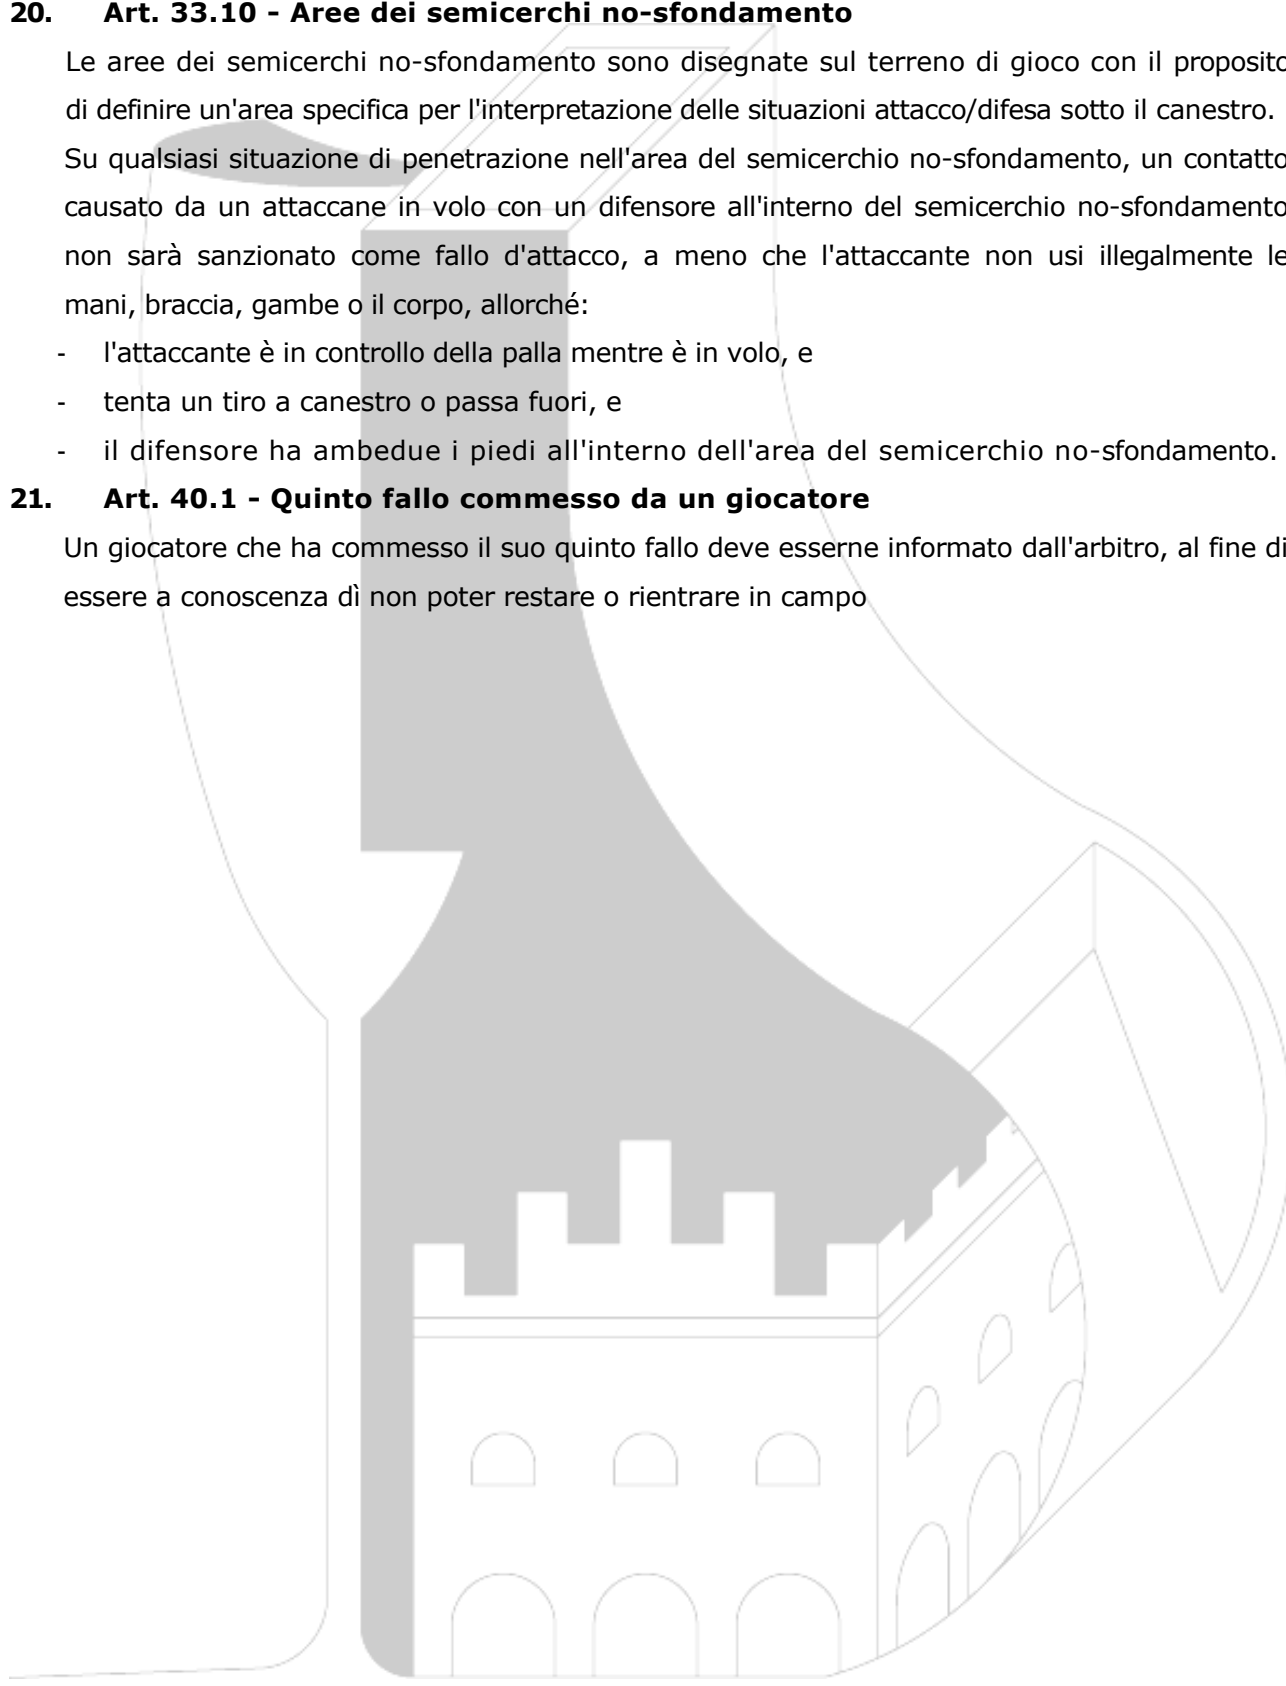 20. Art. 33.10 - Aree dei semicerchi no-sfondamento
Le aree dei semicerchi no-sfondamento sono disegnate sul terreno di gioco con il proposito
di definire un'area specifica per l'interpretazione delle situazioni attacco/difesa sotto il canestro.
Su qualsiasi situazione di penetrazione nell'area del semicerchio no-sfondamento, un contatto
causato da un attaccane in volo con un difensore all'interno del semicerchio no-sfondamento
non sarà sanzionato come fallo d'attacco, a meno che l'attaccante non usi illegalmente le
mani, braccia, gambe o il corpo, allorché:
- l'attaccante è in controllo della palla mentre è in volo, e
- tenta un tiro a canestro o passa fuori, e
- il difensore ha ambedue i piedi all'interno dell'area del semicerchio no-sfondamento.
21. Art. 40.1 - Quinto fallo commesso da un giocatore
Un giocatore che ha commesso il suo quinto fallo deve esserne informato dall'arbitro, al fine di
essere a conoscenza dì non poter restare o rientrare in campo